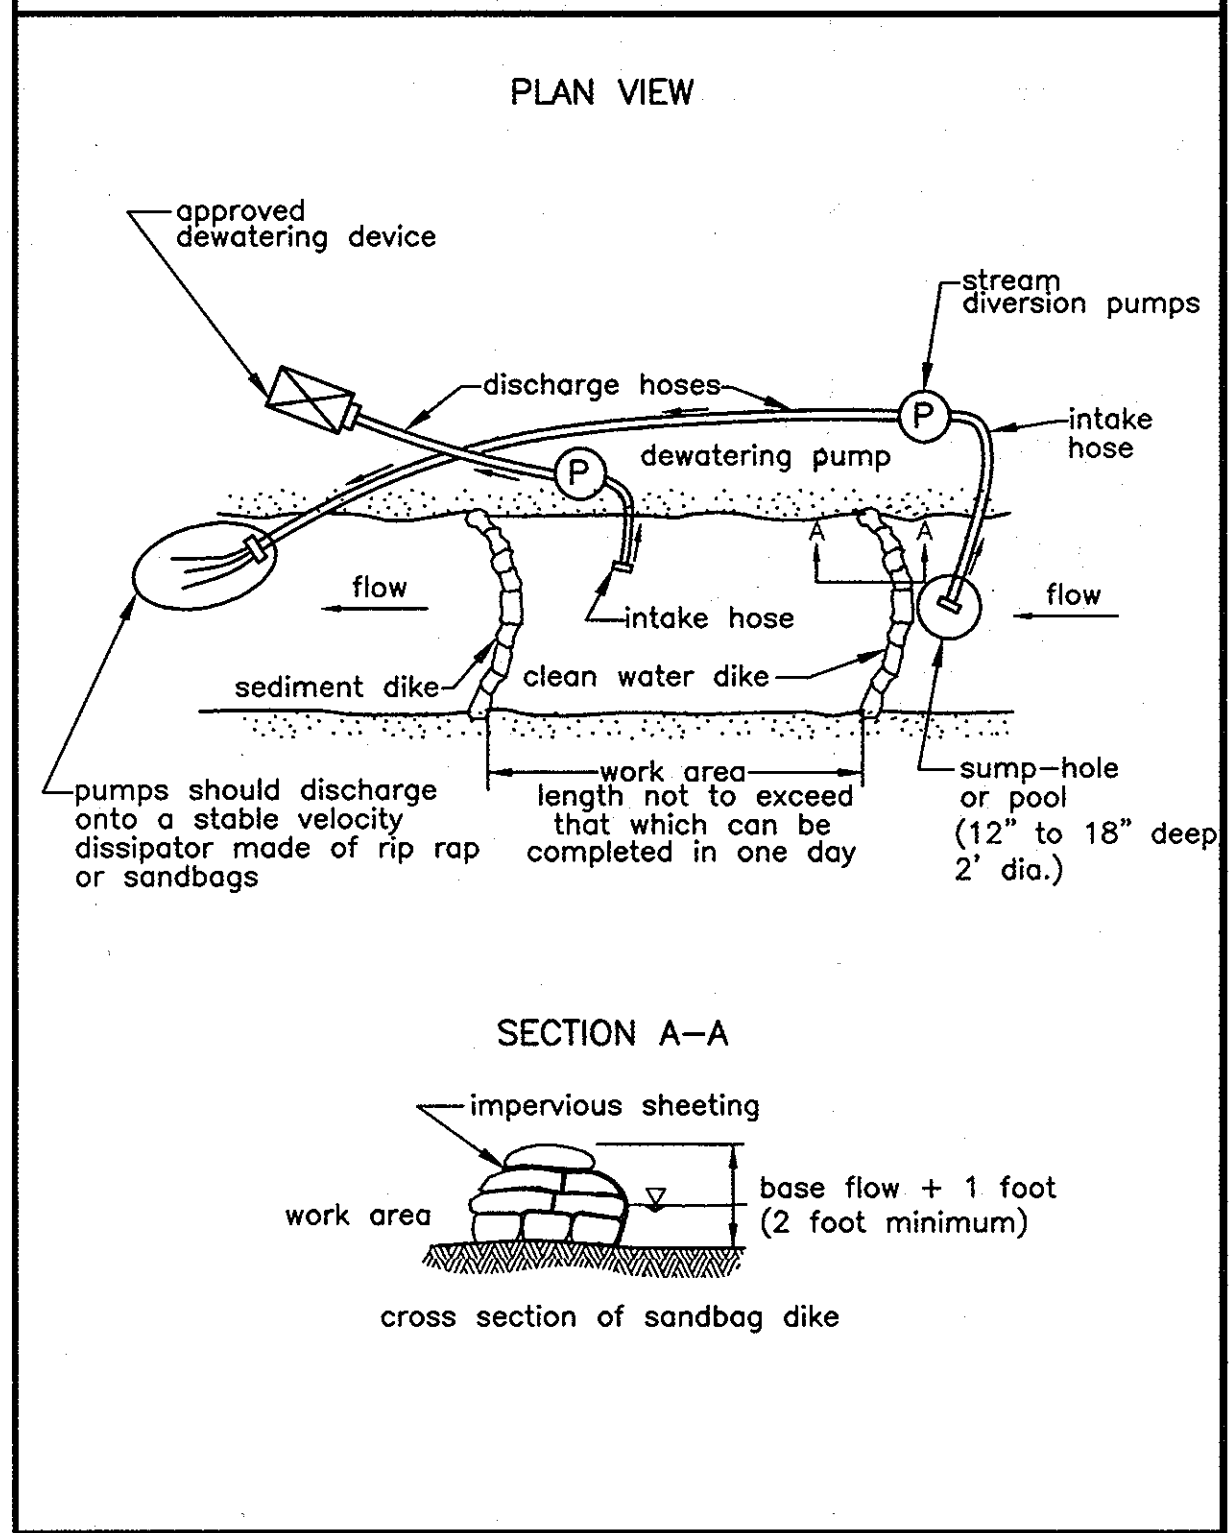 PLAN VIEW
approved
dewatering device
stream
diversion pumps
discharge hoses
P
intake
hose
dewatering pump
P
A A
flow
intake hose
flow
sediment dike
clean water dike
work area
length not to exceed
that which can be
completed in one day
pumps should discharge
onto a stable velocity
dissipator made of rip rap
or sandbags
sump-hole
or pool
(12" to 18" deep
2' dia.)
SECTION A-A
impervious sheeting
work area
base flow + 1 foot
(2 foot minimum)
cross section of sandbag dike